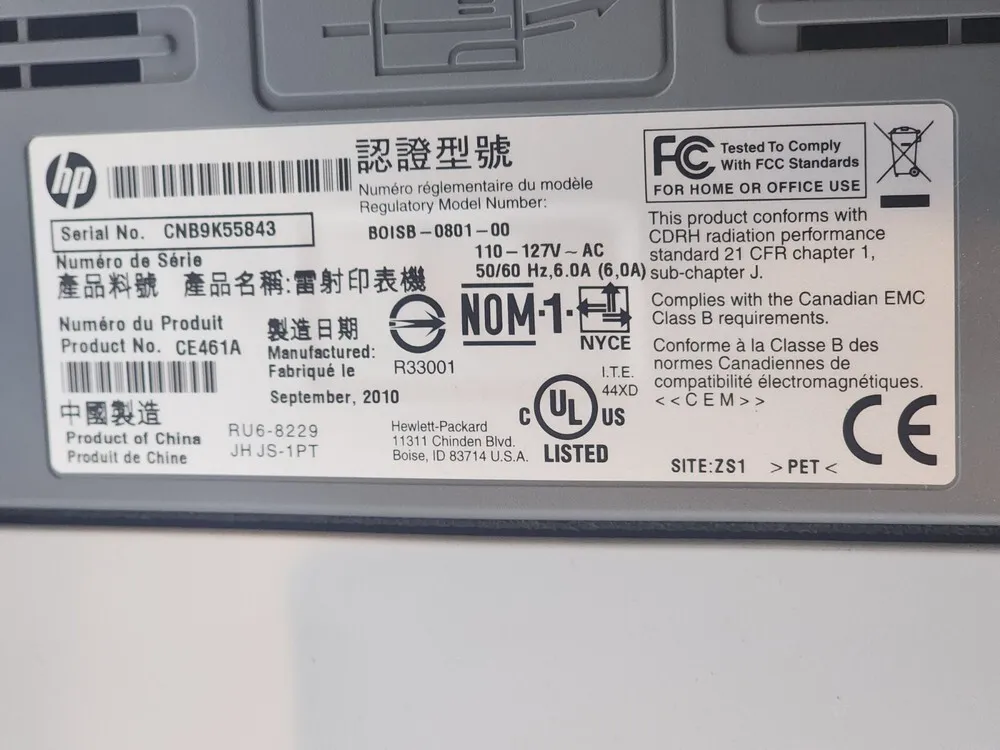 hp
認證型號
Numéro réglementaire du modèle
Regulatory Model Number:
BOISB-0801-00
Serial No. CNB9K55843
Numéro de Série
110-127V~AC
50/60 Hz,6.0A (6,0A)
產品料號 產品名稱:雷射印表機
Numéro du Produit
Product No. CE461A
製造日期
Manufactured:
Fabriqué le
September, 2010
R33001
NOM-1-
NYCE
中國製造
Product of China
Produit de Chine
RU6-8229
JHJS-1PT
Hewlett-Packard
11311 Chinden Blvd.
Boise, ID 83714 U.S.A.
I.T.E.
44XD
C UL US
LISTED
FC Tested To Comply
With FCC Standards
FOR HOME OR OFFICE USE
This product conforms with
CDRH radiation performance
standard 21 CFR chapter 1,
sub-chapter J.
Complies with the Canadian EMC
Class B requirements.
Conforme à la Classe B des
normes Canadiennes de
compatibilité électromagnétiques.
<<CEM>>
CE
SITE:ZS1 >PET<